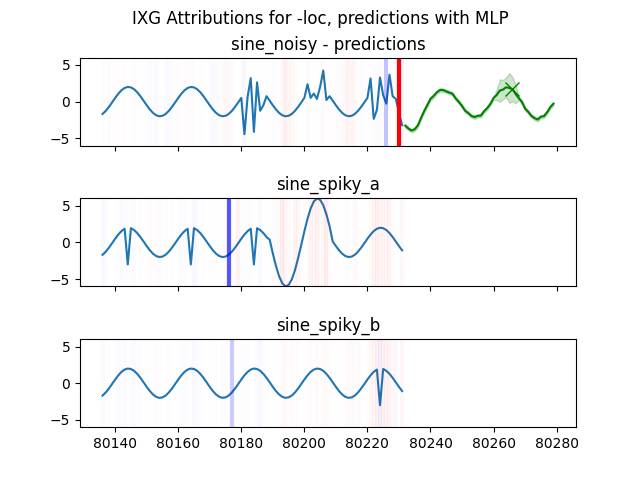 IXG Attributions for -loc, predictions with MLP
sine_noisy - predictions
5
0
−5
sine_spiky_a
5
0
−5
sine_spiky_b
5
0
−5
80140 80160 80180 80200 80220 80240 80260 80280